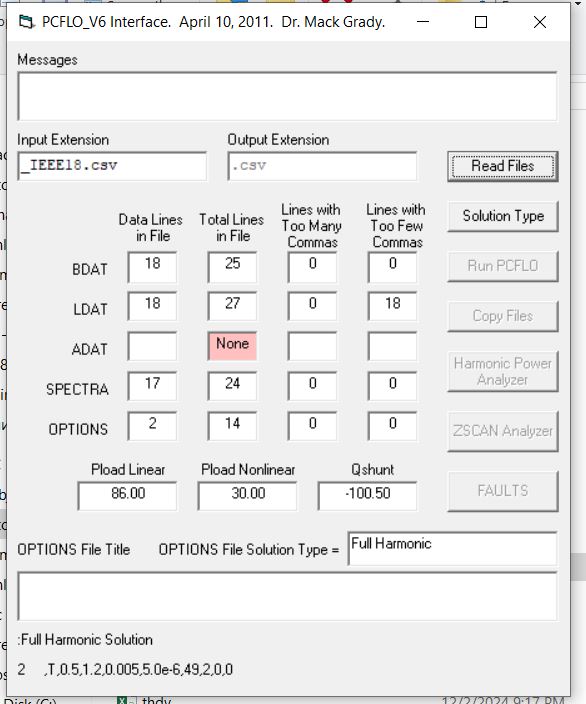 PCFLO_V6 Interface. April 10, 2011. Dr. Mack Grady.
Messages
Input Extension
Output Extension
_IEEE18.csv
.csv
Read Files
Data Lines in File
Total Lines in File
Lines with Too Many Commas
Lines with Too Few Commas
Solution Type
BDAT 18 25 0 0
Run PCFLO
LDAT 18 27 0 18
Copy Files
ADAT None
Harmonic Power Analyzer
SPECTRA 17 24 0 0
OPTIONS 2 14 0 0
ZSCAN Analyzer
Pload Linear
Pload Nonlinear
Qshunt
86.00
30.00
-100.50
FAULTS
OPTIONS File Title
OPTIONS File Solution Type =
Full Harmonic
:Full Harmonic Solution
2 ,T,0.5,1.2,0.005,5.0e-6,49,2,0,0
Disk (C:)
thdv
12/2/2024 9:17 PM